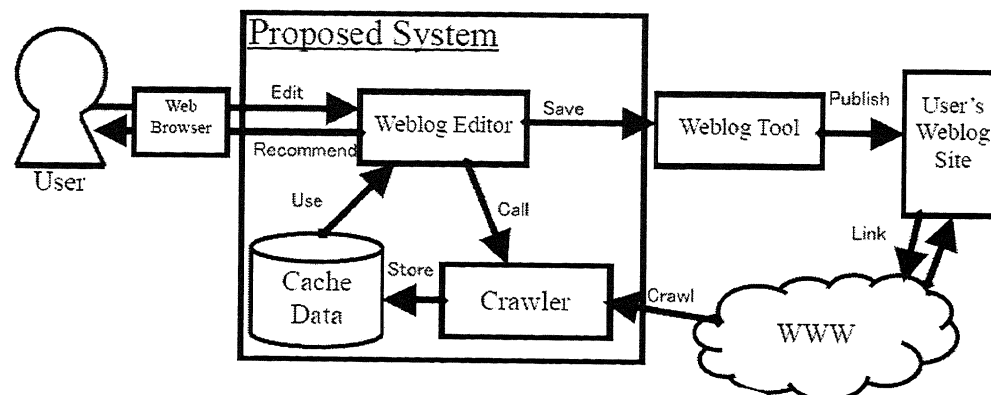 Proposed System
Web
Browser
Edit
Recommend
Weblog Editor
Save
Weblog Tool
Publish
User's
Weblog
Site
User
Use
Call
Link
Cache
Data
Store
Crawler
Crawl
WWW